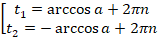 t₁ = arccos a + 2πn
t₂ = − arccos a + 2πn